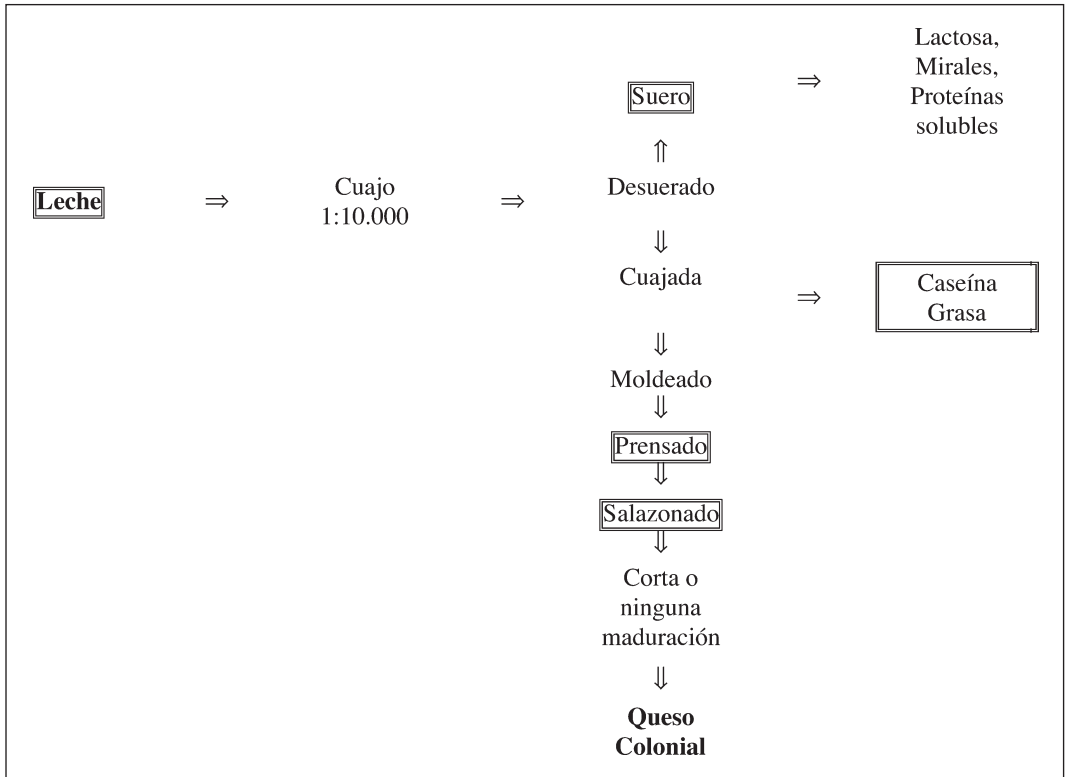 Lactosa,
Mirales,
Proteínas
solubles
Suero
⇒
⇑
Leche
⇒
Cuajo
1:10.000
⇒
Desuerado
⇓
Cuajada
⇒
Caseína
Grasa
⇓
Moldeado
⇓
Prensado
⇓
Salazonado
⇓
Corta o
ninguna
maduración
⇓
Queso
Colonial